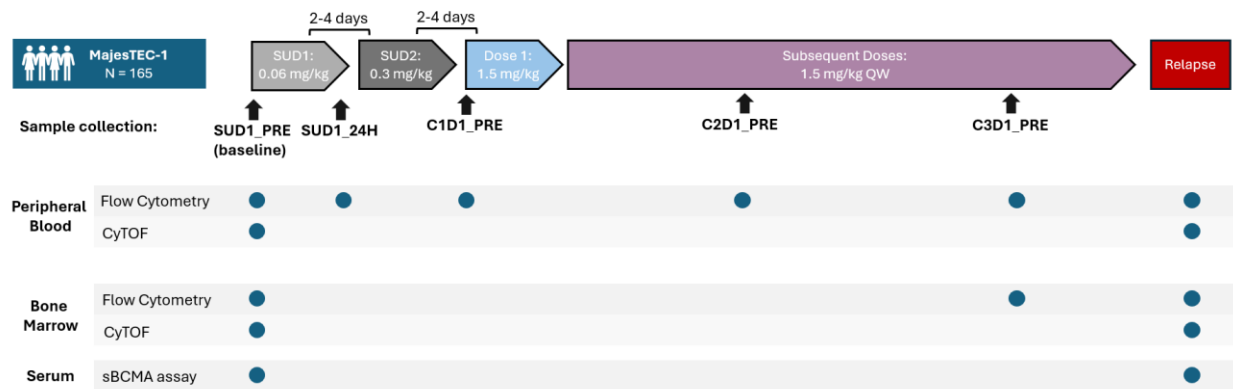 2-4 days
2-4 days
MajesTEC-1
N = 165
SUD1:
0.06 mg/kg
SUD2:
0.3 mg/kg
Dose 1:
1.5 mg/kg
Subsequent Doses:
1.5 mg/kg QW
Relapse
Sample collection:
SUD1_PRE
(baseline)
SUD1_24H
C1D1_PRE
C2D1_PRE
C3D1_PRE
Peripheral
Blood
Flow Cytometry
CyTOF
Bone
Marrow
Flow Cytometry
CyTOF
Serum
sBCMA assay